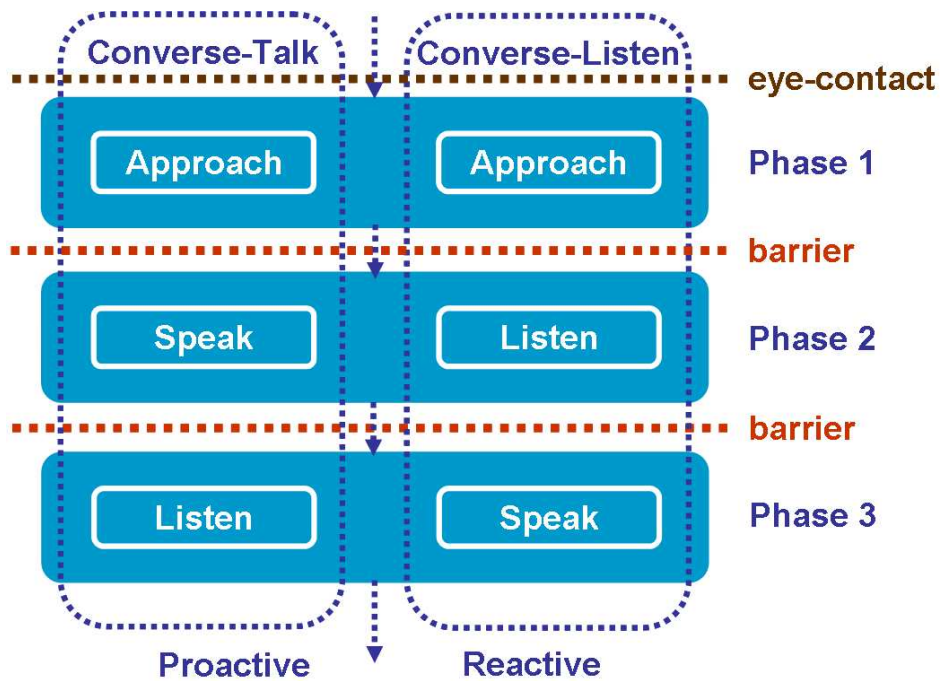 Converse-Talk Converse-Listen
eye-contact
Approach Approach Phase 1
barrier
Speak Listen Phase 2
barrier
Listen Speak Phase 3
Proactive Reactive